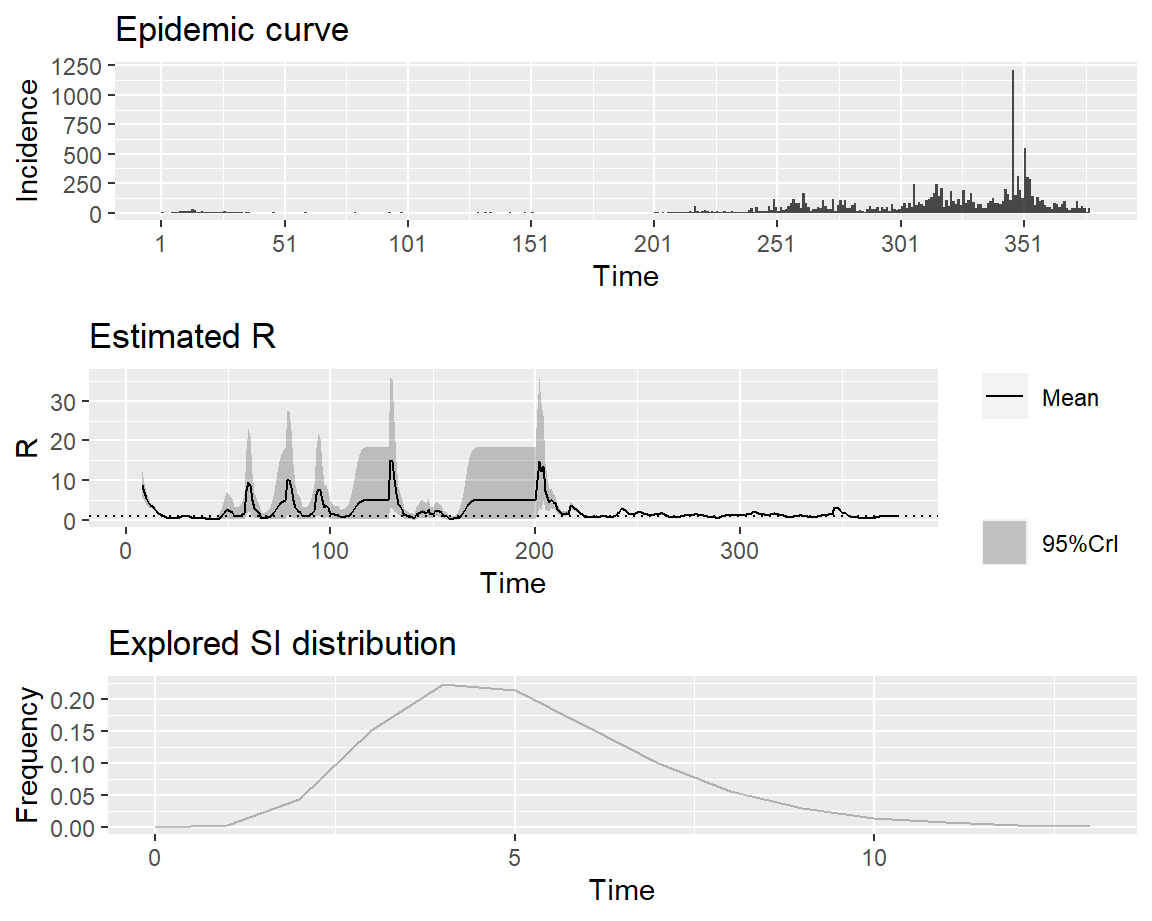 Epidemic curve
1250
1000
750
500
250
0
Incidence
1 51 101 151 201 251 301 351
Time
Estimated R
30
20
10
0
R
0 100 200 300
Time
Mean
95%CrI
Explored SI distribution
0.20
0.15
0.10
0.05
0.00
Frequency
0 5 10
Time